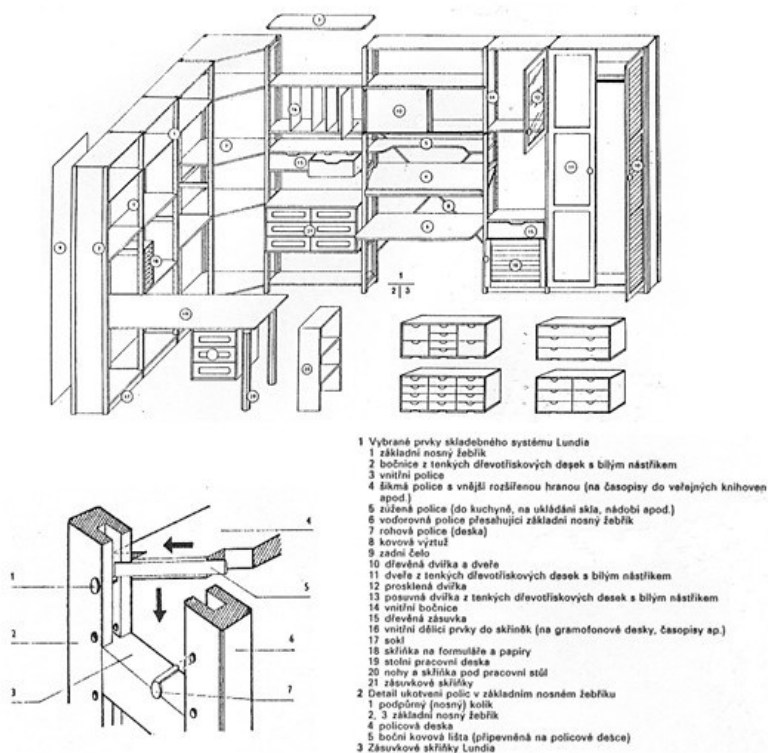 1
2 | 3
1 Vybrané prvky skladebného systému Lundia
1 základní nosný žebřík
2 bočnice z tenkých dřevotřískových desek s bílým nástřikem
3 vnitřní police
4 šikmá police s vnější rozšířenou hranou (na časopisy do veřejných knihoven
apod.)
5 zúžená police (do kuchyně, na ukládání skla, nádobí apod.)
6 vodorovná police přesahující základní nosný žebřík
7 rohová police (deska)
8 kovová výztuž
9 zadní čelo
10 dřevěná dvířka a dveře
11 dveře z tenkých dřevotřískových desek s bílým nástřikem
12 prosklená dvířka
13 posuvná dvířka z tenkých dřevotřískových desek s bílým nástřikem
14 vnitřní bočnice
15 dřevěná zásuvka
16 vnitřní dělicí prvky do skříněk (na gramofonové desky, časopisy ap.)
17 sokl
18 skříňka na formuláře a papíry
19 stolní pracovní deska
20 nohy a skříňka pod pracovní stůl
21 zásuvkové skříňky
2 Detail ukotvení polic v základním nosném žebříku
1 podpůrný (nosný) kolík
2, 3 základní nosný žebřík
4 policová deska
5 boční kovová lišta (připevněná na policové desce)
3 Zásuvkové skříňky Lundia
4
1
5
2
6
3
7